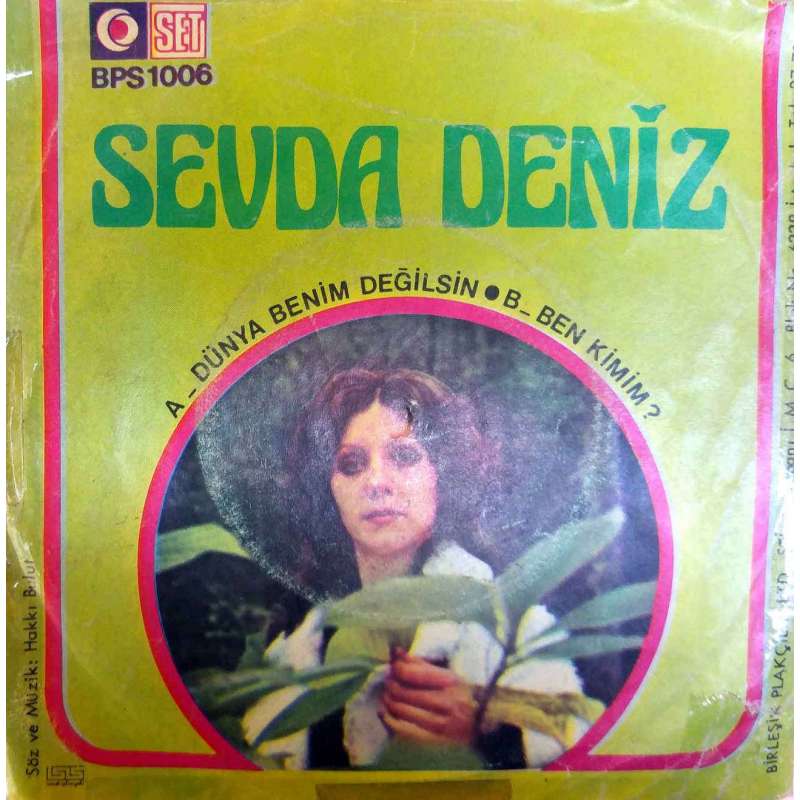 SET
BPS1006
SEVDA DENİZ
A_DÜNYA BENİM DEĞİLSİN • B_BEN KİMİM?
Söz ve Müzik: Hakkı Bulut
BİRLEŞİK PLAKÇILIK